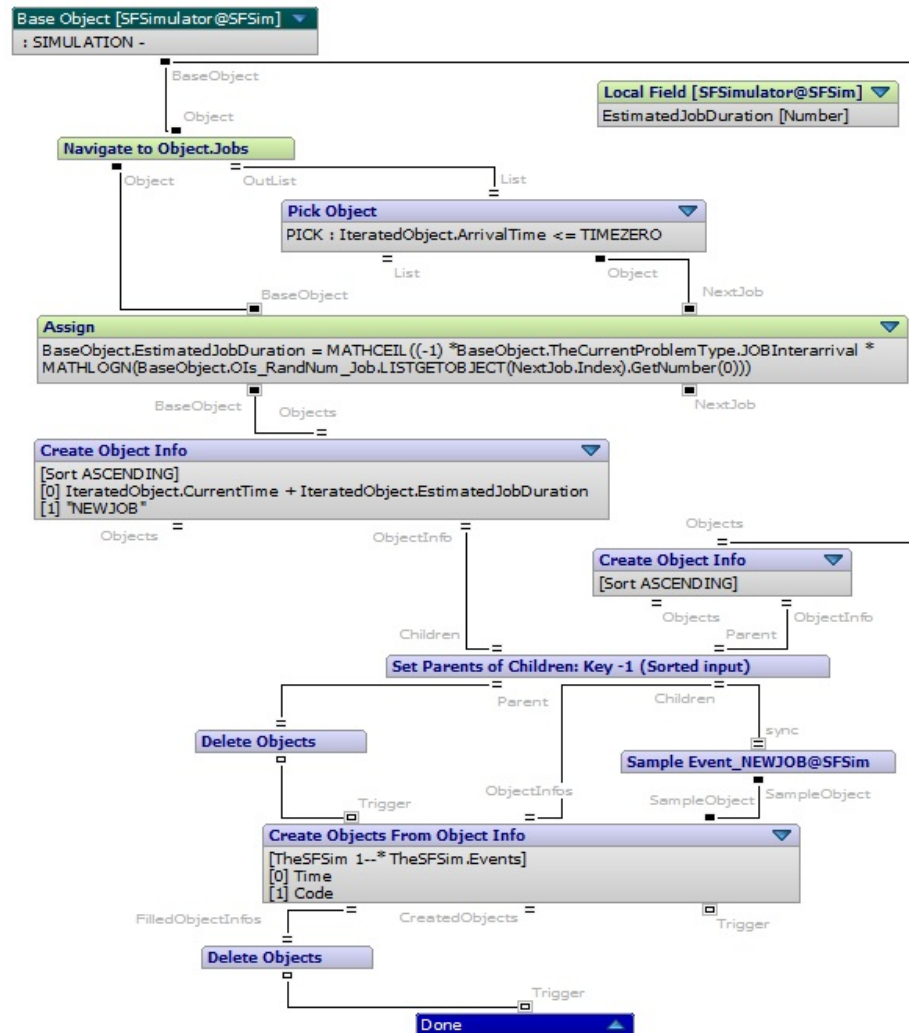 Base Object [SFSimulator@SFSim]
: SIMULATION -
BaseObject
Local Field [SFSimulator@SFSim]
EstimatedJobDuration [Number]
Object
Navigate to Object.Jobs
Object
OutList
List
Pick Object
PICK : IteratedObject.ArrivalTime <= TIMEZERO
List
Object
BaseObject
NextJob
Assign
BaseObject.EstimatedJobDuration = MATHCEIL((-1) *BaseObject.TheCurrentProblemType.JOBInterarrival *
MATHLOGN(BaseObject.OIs_RandNum_Job.LISTGETOBJECT(NextJob.Index).GetNumber(0)))
BaseObject
Objects
NextJob
Create Object Info
[Sort ASCENDING]
[0] IteratedObject.CurrentTime + IteratedObject.EstimatedJobDuration
[1] "NEWJOB"
Objects
ObjectInfo
Objects
Create Object Info
[Sort ASCENDING]
Objects
ObjectInfo
Children
Parent
Set Parents of Children: Key -1 (Sorted input)
Parent
Children
Delete Objects
sync
Sample Event_NEWJOB@SFSim
Trigger
ObjectInfos
SampleObject
SampleObject
Create Objects From Object Info
[TheSFSim 1--* TheSFSim.Events]
[0] Time
[1] Code
FilledObjectInfos
CreatedObjects
Trigger
Delete Objects
Trigger
Done